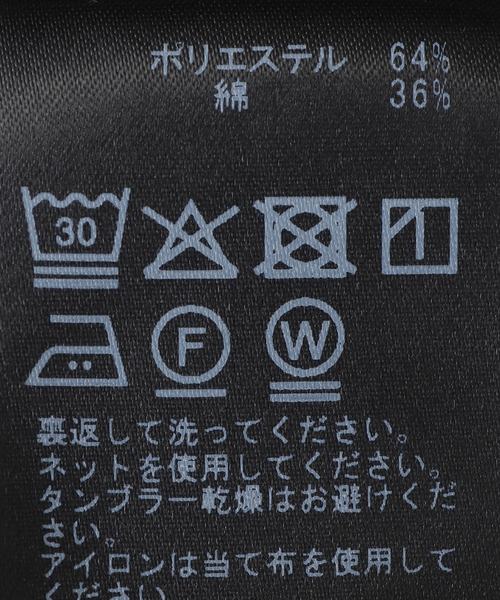 ポリエステル 64%
綿 36%
30
F W
裏返して洗ってください。
ネットを使用してください。
タンブラー乾燥はお避けくだ
さい。
アイロンは当て布を使用して
ください